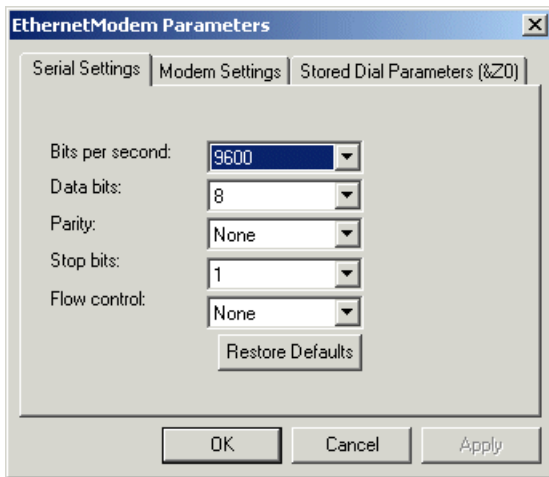 EthernetModem Parameters
Serial Settings Modem Settings Stored Dial Parameters (&Z0)
Bits per second: 9600
Data bits: 8
Parity: None
Stop bits: 1
Flow control: None
Restore Defaults
OK Cancel Apply